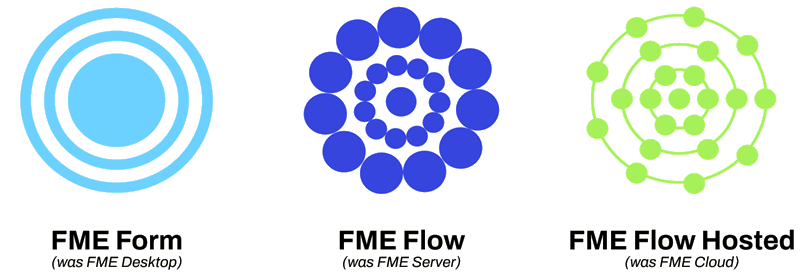 FME Form
(was FME Desktop)
FME Flow
(was FME Server)
FME Flow Hosted
(was FME Cloud)